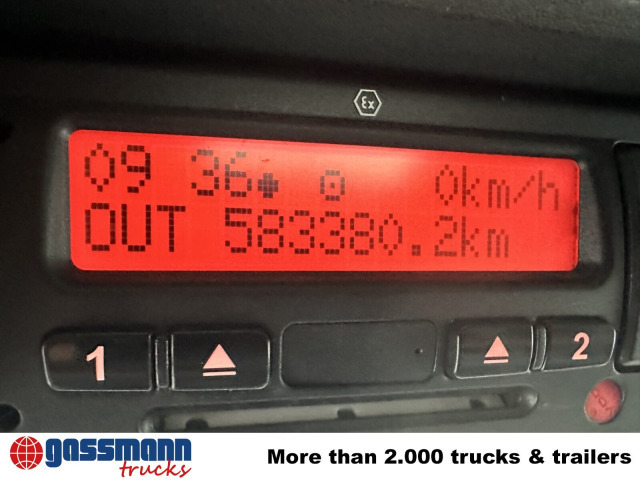 Ex
09 36 0km/h
OUT 583380.2km
1 2
gassmann
trucks
More than 2.000 trucks & trailers